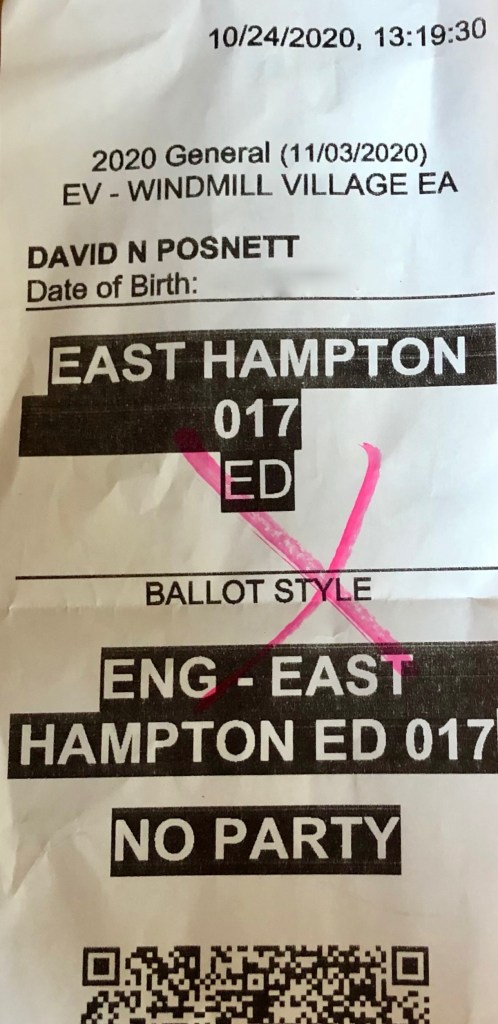 10/24/2020, 13:19:30
2020 General (11/03/2020)
EV - WINDMILL VILLAGE EA
DAVID N POSNETT
Date of Birth:
EAST HAMPTON
017
ED
BALLOT STYLE
ENG - EAST
HAMPTON ED 017
NO PARTY